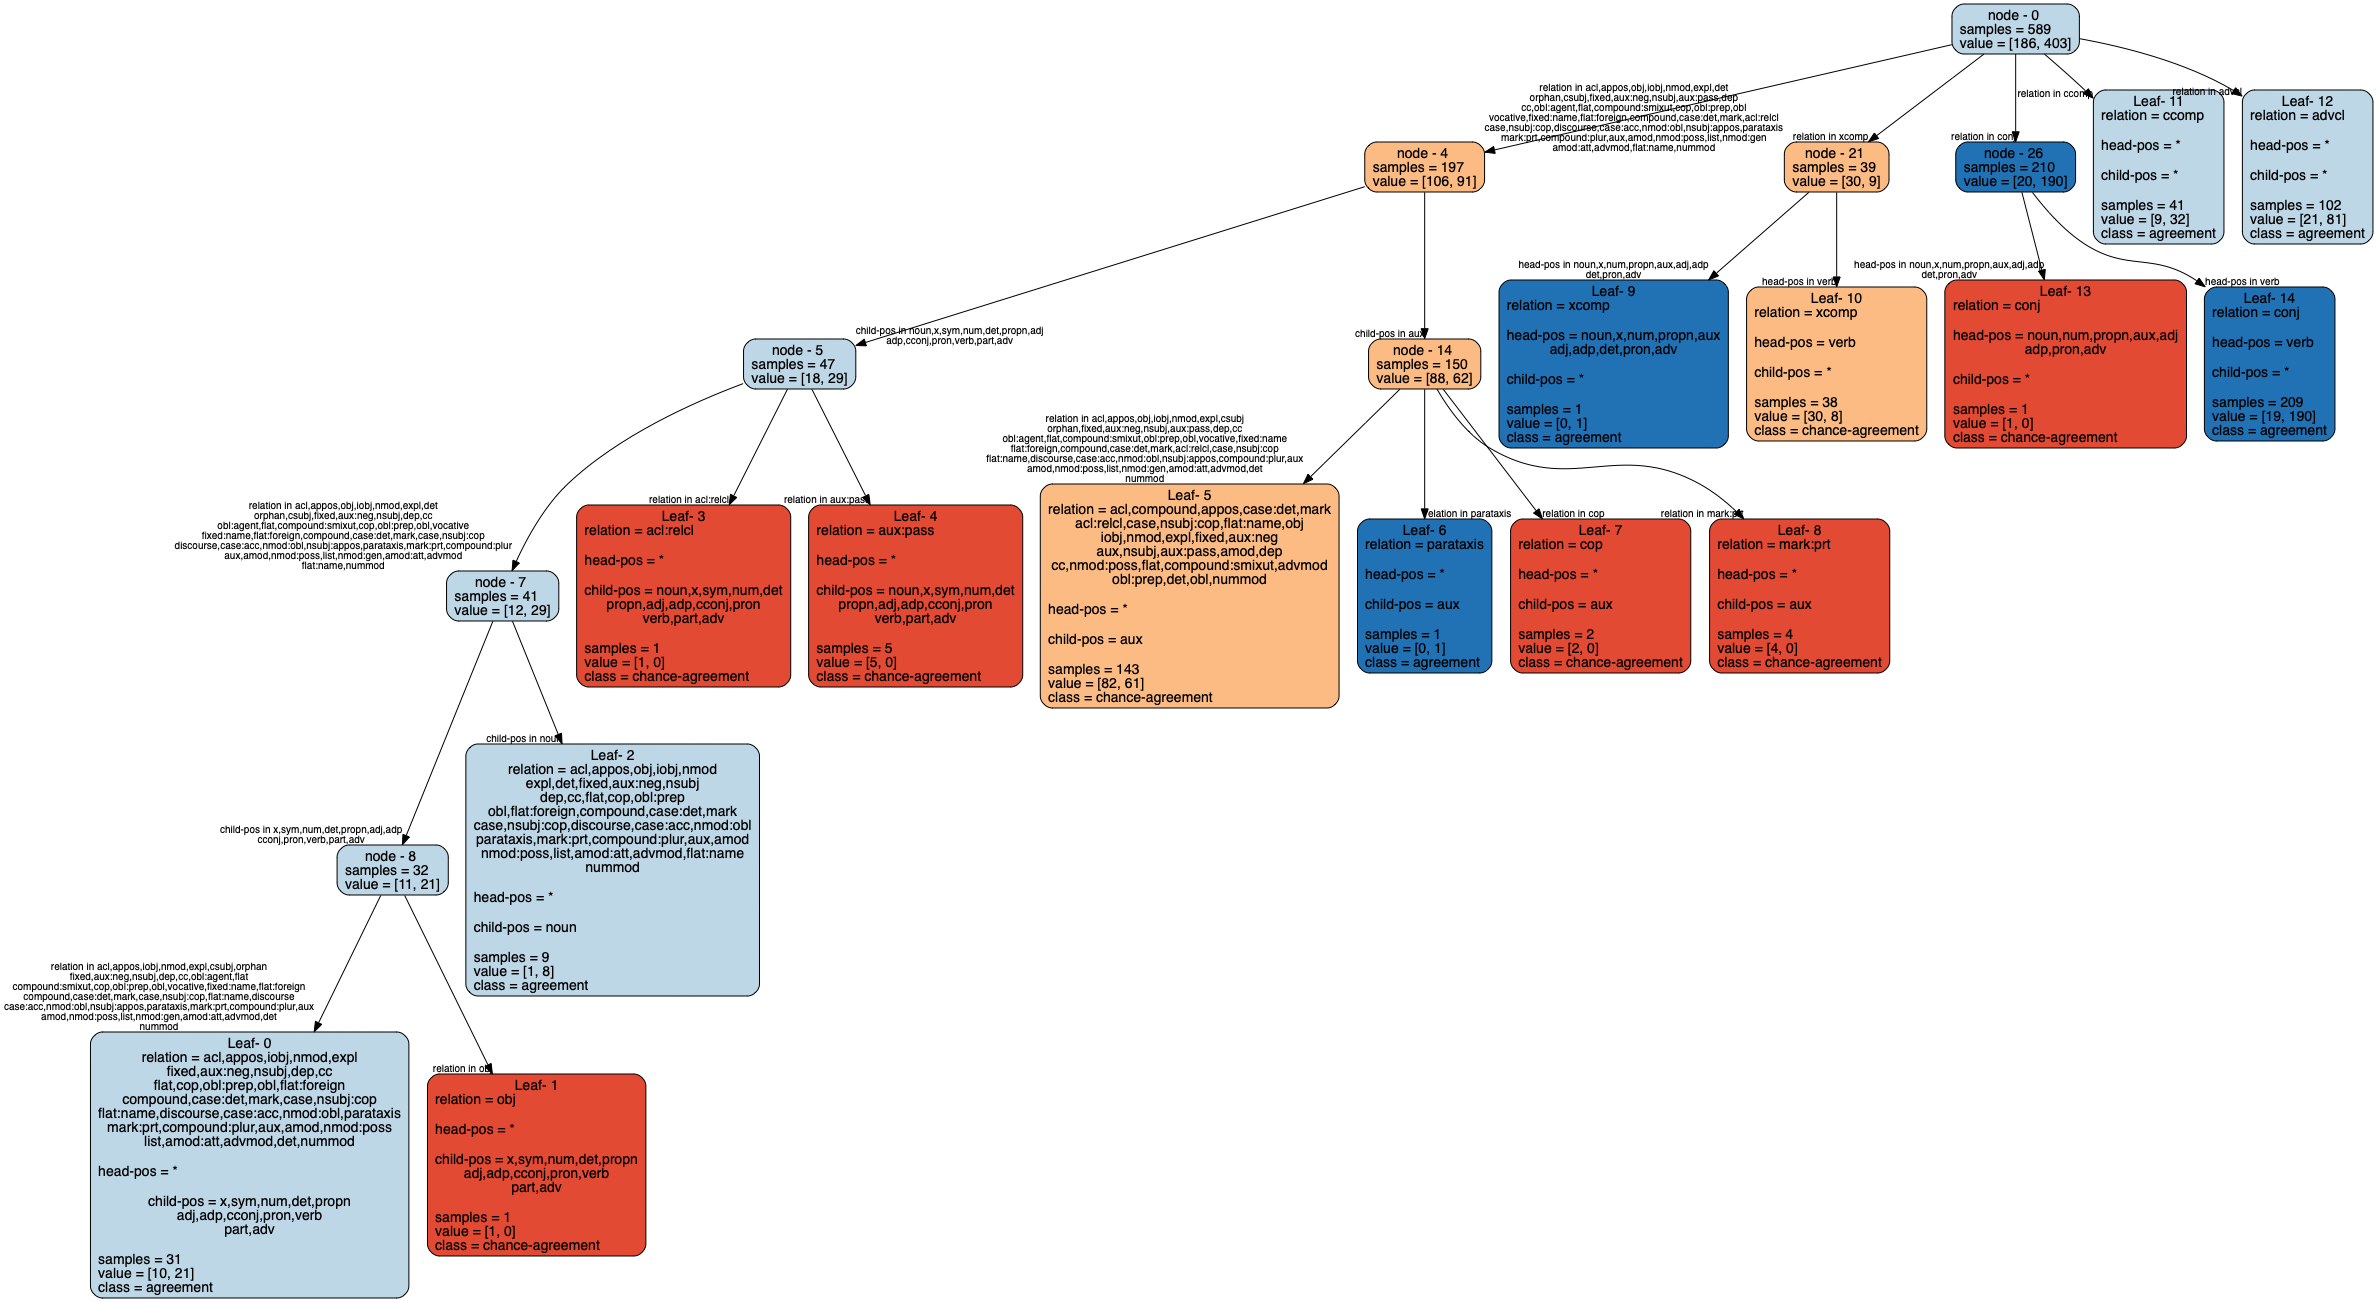 node - 0
samples = 589
value = [186, 403]
relation in acl,appos,obj,iobj,nmod,expl,det
orphan,csubj,fixed,aux:neg,nsubj,aux:pass,dep
cc,obl:agent,flat,compound:smixut,cop,obl:prep,obl
vocative,fixed:name,flat:foreign,compound,case:det,mark,acl:relcl
case,nsubj:cop,discourse,case:acc,nmod:obl,nsubj:appos,parataxis
mark:prt,compound:plur,aux,amod,nmod:poss,list,nmod:gen
amod:att,advmod,flat:name,nummod
node - 4
samples = 197
value = [106, 91]
relation in xcomp
node - 21
samples = 39
value = [30, 9]
relation in conj
node - 26
samples = 210
value = [20, 190]
relation in ccomp
Leaf- 11
relation = ccomp
head-pos = *
child-pos = *
samples = 41
value = [9, 32]
class = agreement
relation in advcl
Leaf- 12
relation = advcl
head-pos = *
child-pos = *
samples = 102
value = [21, 81]
class = agreement
child-pos in noun,x,sym,num,det,propn,adj
adp,cconj,pron,verb,part,adv
node - 5
samples = 47
value = [18, 29]
child-pos in aux
node - 14
samples = 150
value = [88, 62]
head-pos in noun,x,num,propn,aux,adj,adp
det,pron,adv
Leaf- 9
relation = xcomp
head-pos = noun,x,num,propn,aux
adj,adp,det,pron,adv
child-pos = *
samples = 1
value = [0, 1]
class = agreement
head-pos in verb
Leaf- 10
relation = xcomp
head-pos = verb
child-pos = *
samples = 38
value = [30, 8]
class = chance-agreement
head-pos in noun,x,num,propn,aux,adj,adp
det,pron,adv
Leaf- 13
relation = conj
head-pos = noun,num,propn,aux,adj
adp,pron,adv
child-pos = *
samples = 1
value = [1, 0]
class = chance-agreement
head-pos in verb
Leaf- 14
relation = conj
head-pos = verb
child-pos = *
samples = 209
value = [19, 190]
class = agreement
relation in acl,appos,obj,iobj,nmod,expl,det
orphan,csubj,fixed,aux:neg,nsubj,dep,cc
obl:agent,flat,compound:smixut,cop,obl:prep,obl,vocative
fixed:name,flat:foreign,compound,case:det,mark,case,nsubj:cop
discourse,case:acc,nmod:obl,nsubj:appos,parataxis,mark:prt,compound:plur
aux,amod,nmod:poss,list,nmod:gen,amod:att,advmod
flat:name,nummod
node - 7
samples = 41
value = [12, 29]
relation in acl:relcl
Leaf- 3
relation = acl:relcl
head-pos = *
child-pos = noun,x,sym,num,det
propn,adj,adp,cconj,pron
verb,part,adv
samples = 1
value = [1, 0]
class = chance-agreement
relation in aux:pass
Leaf- 4
relation = aux:pass
head-pos = *
child-pos = noun,x,sym,num,det
propn,adj,adp,cconj,pron
verb,part,adv
samples = 5
value = [5, 0]
class = chance-agreement
relation in acl,appos,obj,iobj,nmod,expl,csubj
orphan,fixed,aux:neg,nsubj,aux:pass,dep,cc
obl:agent,flat,compound:smixut,obl:prep,obl,vocative,fixed:name
flat:foreign,compound,case:det,mark,acl:relcl,case,nsubj:cop
flat:name,discourse,case:acc,nmod:obl,nsubj:appos,compound:plur,aux
amod,nmod:poss,list,nmod:gen,amod:att,advmod,det
nummod
Leaf- 5
relation = acl,compound,appos,case:det,mark
acl:relcl,case,nsubj:cop,flat:name,obj
iobj,nmod,expl,fixed,aux:neg
aux,nsubj,aux:pass,amod,dep
cc,nmod:poss,flat,compound:smixut,advmod
obl:prep,det,obl,nummod
head-pos = *
child-pos = aux
samples = 143
value = [82, 61]
class = chance-agreement
relation in parataxis
Leaf- 6
relation = parataxis
head-pos = *
child-pos = aux
samples = 1
value = [0, 1]
class = agreement
relation in cop
Leaf- 7
relation = cop
head-pos = *
child-pos = aux
samples = 2
value = [2, 0]
class = chance-agreement
relation in mark:prt
Leaf- 8
relation = mark:prt
head-pos = *
child-pos = aux
samples = 4
value = [4, 0]
class = chance-agreement
child-pos in x,sym,num,det,propn,adj,adp
cconj,pron,verb,part,adv
node - 8
samples = 32
value = [11, 21]
child-pos in noun
Leaf- 2
relation = acl,appos,obj,iobj,nmod
expl,det,fixed,aux:neg,nsubj
dep,cc,flat,cop,obl:prep
obl,flat:foreign,compound,case:det,mark
case,nsubj:cop,discourse,case:acc,nmod:obl
parataxis,mark:prt,compound:plur,aux,amod
nmod:poss,list,amod:att,advmod,flat:name
nummod
head-pos = *
child-pos = noun
samples = 9
value = [1, 8]
class = agreement
relation in acl,appos,iobj,nmod,expl,csubj,orphan
fixed,aux:neg,nsubj,dep,cc,obl:agent,flat
compound:smixut,cop,obl:prep,obl,vocative,fixed:name,flat:foreign
compound,case:det,mark,case,nsubj:cop,flat:name,discourse
case:acc,nmod:obl,nsubj:appos,parataxis,mark:prt,compound:plur,aux
amod,nmod:poss,list,nmod:gen,amod:att,advmod,det
nummod
Leaf- 0
relation = acl,appos,iobj,nmod,expl
fixed,aux:neg,nsubj,dep,cc
flat,cop,obl:prep,obl,flat:foreign
compound,case:det,mark,case,nsubj:cop
flat:name,discourse,case:acc,nmod:obl,parataxis
mark:prt,compound:plur,aux,amod,nmod:poss
list,amod:att,advmod,det,nummod
head-pos = *
child-pos = x,sym,num,det,propn
adj,adp,cconj,pron,verb
part,adv
samples = 31
value = [10, 21]
class = agreement
relation in obj
Leaf- 1
relation = obj
head-pos = *
child-pos = x,sym,num,det,propn
adj,adp,cconj,pron,verb
part,adv
samples = 1
value = [1, 0]
class = chance-agreement